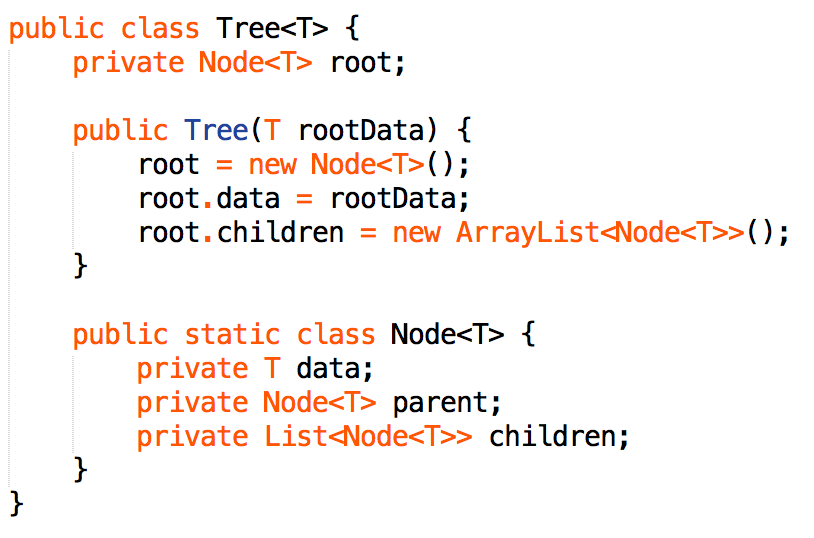 public class Tree<T> {
    private Node<T> root;

    public Tree(T rootData) {
        root = new Node<T>();
        root.data = rootData;
        root.children = new ArrayList<Node<T>>();
    }

    public static class Node<T> {
        private T data;
        private Node<T> parent;
        private List<Node<T>> children;
    }
}